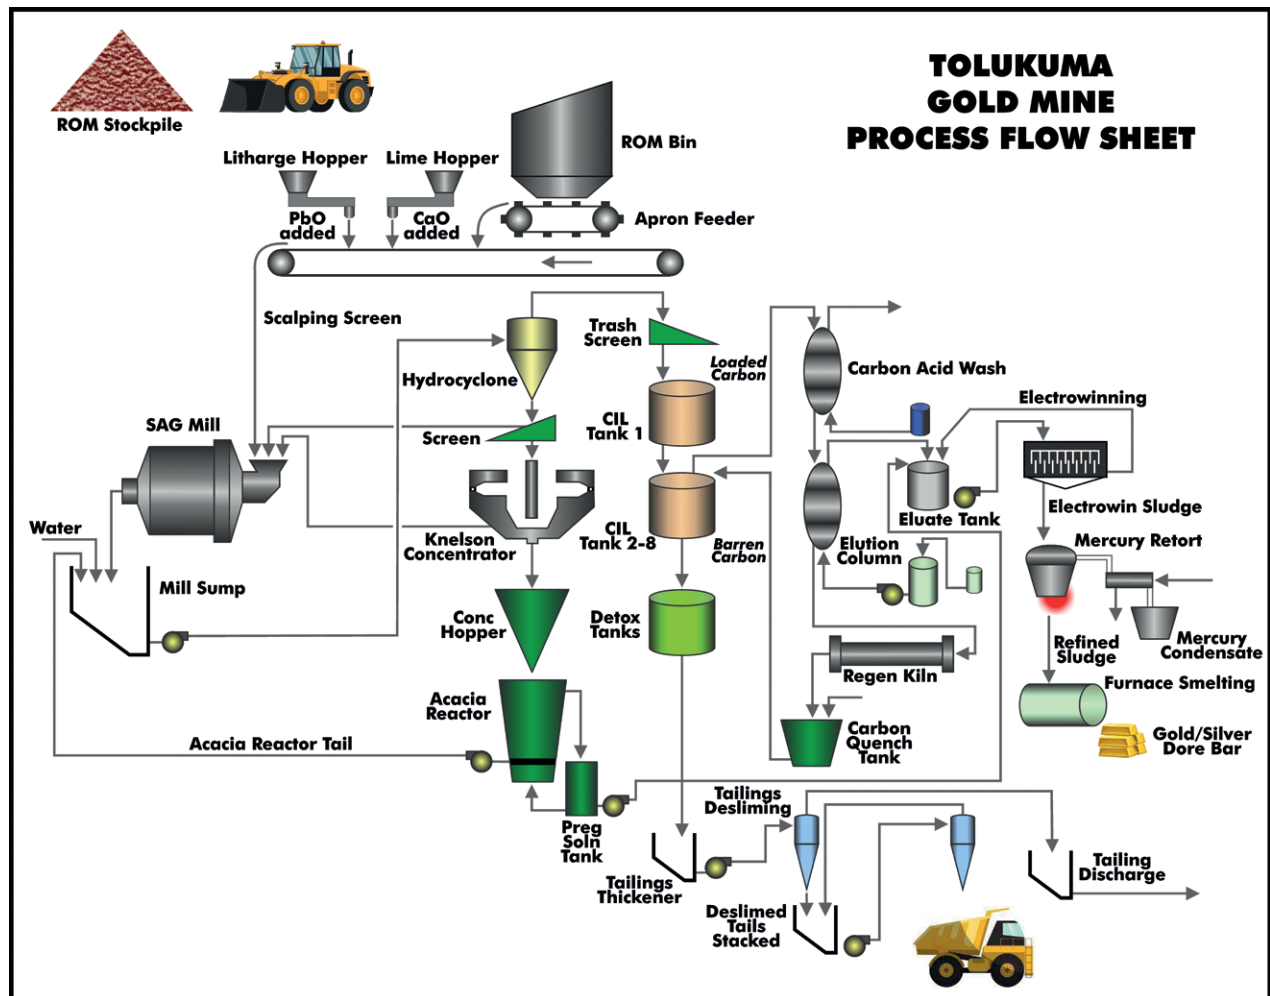 TOLUKUMA
GOLD MINE
PROCESS FLOW SHEET
ROM Stockpile
Litharge Hopper
Lime Hopper
ROM Bin
PbO
added
CaO
added
Apron Feeder
Scalping Screen
Trash
Screen
Loaded
Carbon
Carbon Acid Wash
Hydrocyclone
Electrowinning
SAG Mill
Screen
CIL
Tank 1
Electrowin Sludge
Eluate Tank
Water
Knelson
Concentrator
CIL
Tank 2-8
Barren
Carbon
Elution
Column
Mercury Retort
Mill Sump
Conc
Hopper
Detox
Tanks
Refined
Sludge
Mercury
Condensate
Regen Kiln
Furnace Smelting
Acacia
Reactor
Carbon
Quench
Tank
Gold/Silver
Dore Bar
Acacia Reactor Tail
Preg
Soln
Tank
Tailings
Desliming
Tailings
Thickener
Tailing
Discharge
Deslimed
Tails
Stacked